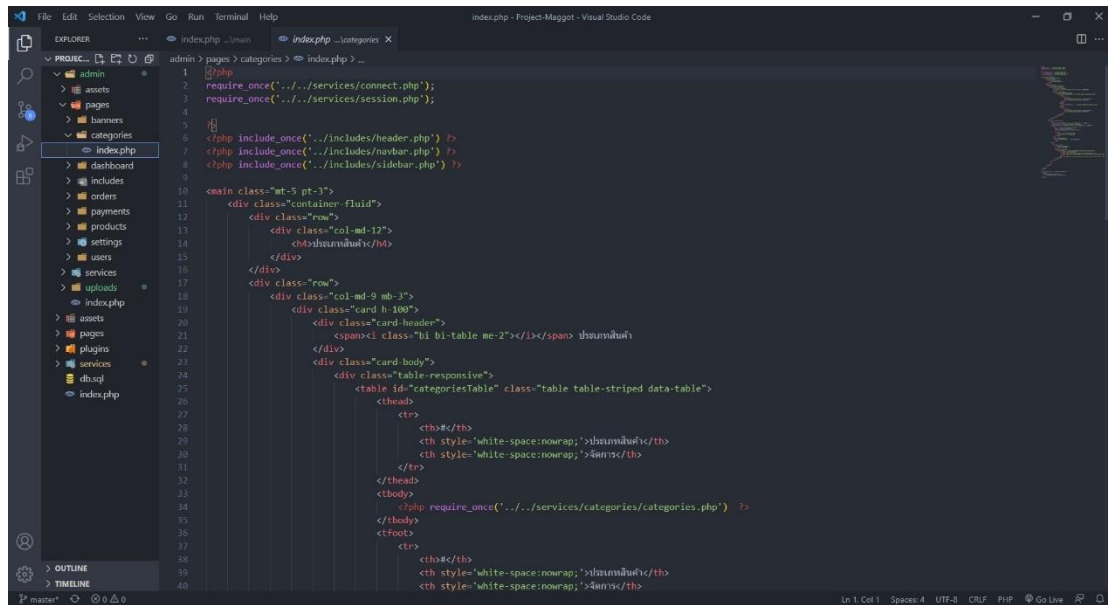 File Edit Selection View Go Run Terminal Help
index.php - Project-Maggot - Visual Studio Code
EXPLORER
PROJEC...
admin
assets
pages
banners
categories
index.php
dashboard
includes
orders
payments
products
settings
users
services
uploads
index.php
assets
pages
plugins
services
db.sql
index.php
OUTLINE
TIMELINE
index.php ...\main
index.php ...\categories
admin > pages > categories > index.php > ...
1 <?php
2 require_once('../../services/connect.php');
3 require_once('../../services/session.php');
4
5 ?>
6 <?php include_once('../includes/header.php') ?>
7 <?php include_once('../includes/navbar.php') ?>
8 <?php include_once('../includes/sidebar.php') ?>
9
10 <main class="mt-5 pt-3">
11 <div class="container-fluid">
12 <div class="row">
13 <div class="col-md-12">
14 <h4>ประเภทสินค้า</h4>
15 </div>
16 </div>
17 <div class="row">
18 <div class="col-md-9 mb-3">
19 <div class="card h-100">
20 <div class="card-header">
21 <span><i class="bi bi-table me-2"></i></span> ประเภทสินค้า
22 </div>
23 <div class="card-body">
24 <div class="table-responsive">
25 <table id="categoriesTable" class="table table-striped data-table">
26 <thead>
27 <tr>
28 <th>#</th>
29 <th style='white-space:nowrap;'>ประเภทสินค้า</th>
30 <th style='white-space:nowrap;'>จัดการ</th>
31 </tr>
32 </thead>
33 <tbody>
34 <?php require_once('../../services/categories/categories.php') ?>
35 </tbody>
36 <tfoot>
37 <tr>
38 <th>#</th>
39 <th style='white-space:nowrap;'>ประเภทสินค้า</th>
40 <th style='white-space:nowrap;'>จัดการ</th>
master* 0 0
Ln 1, Col 1 Spaces: 4 UTF-8 CRLF PHP Go Live